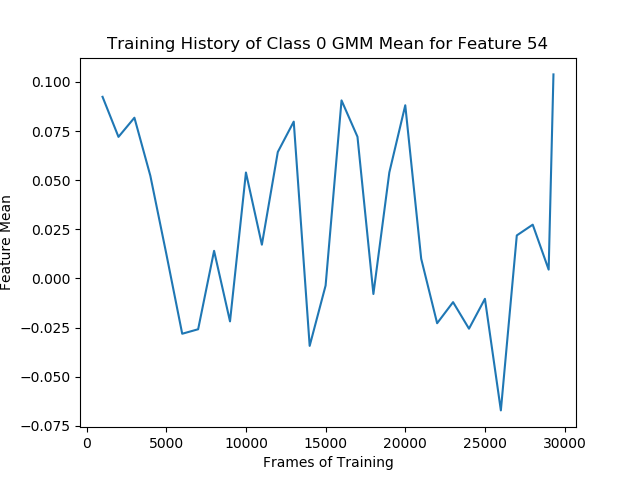 Training History of Class 0 GMM Mean for Feature 54
0.100
0.075
0.050
0.025
0.000
−0.025
−0.050
−0.075
Feature Mean
0 5000 10000 15000 20000 25000 30000
Frames of Training